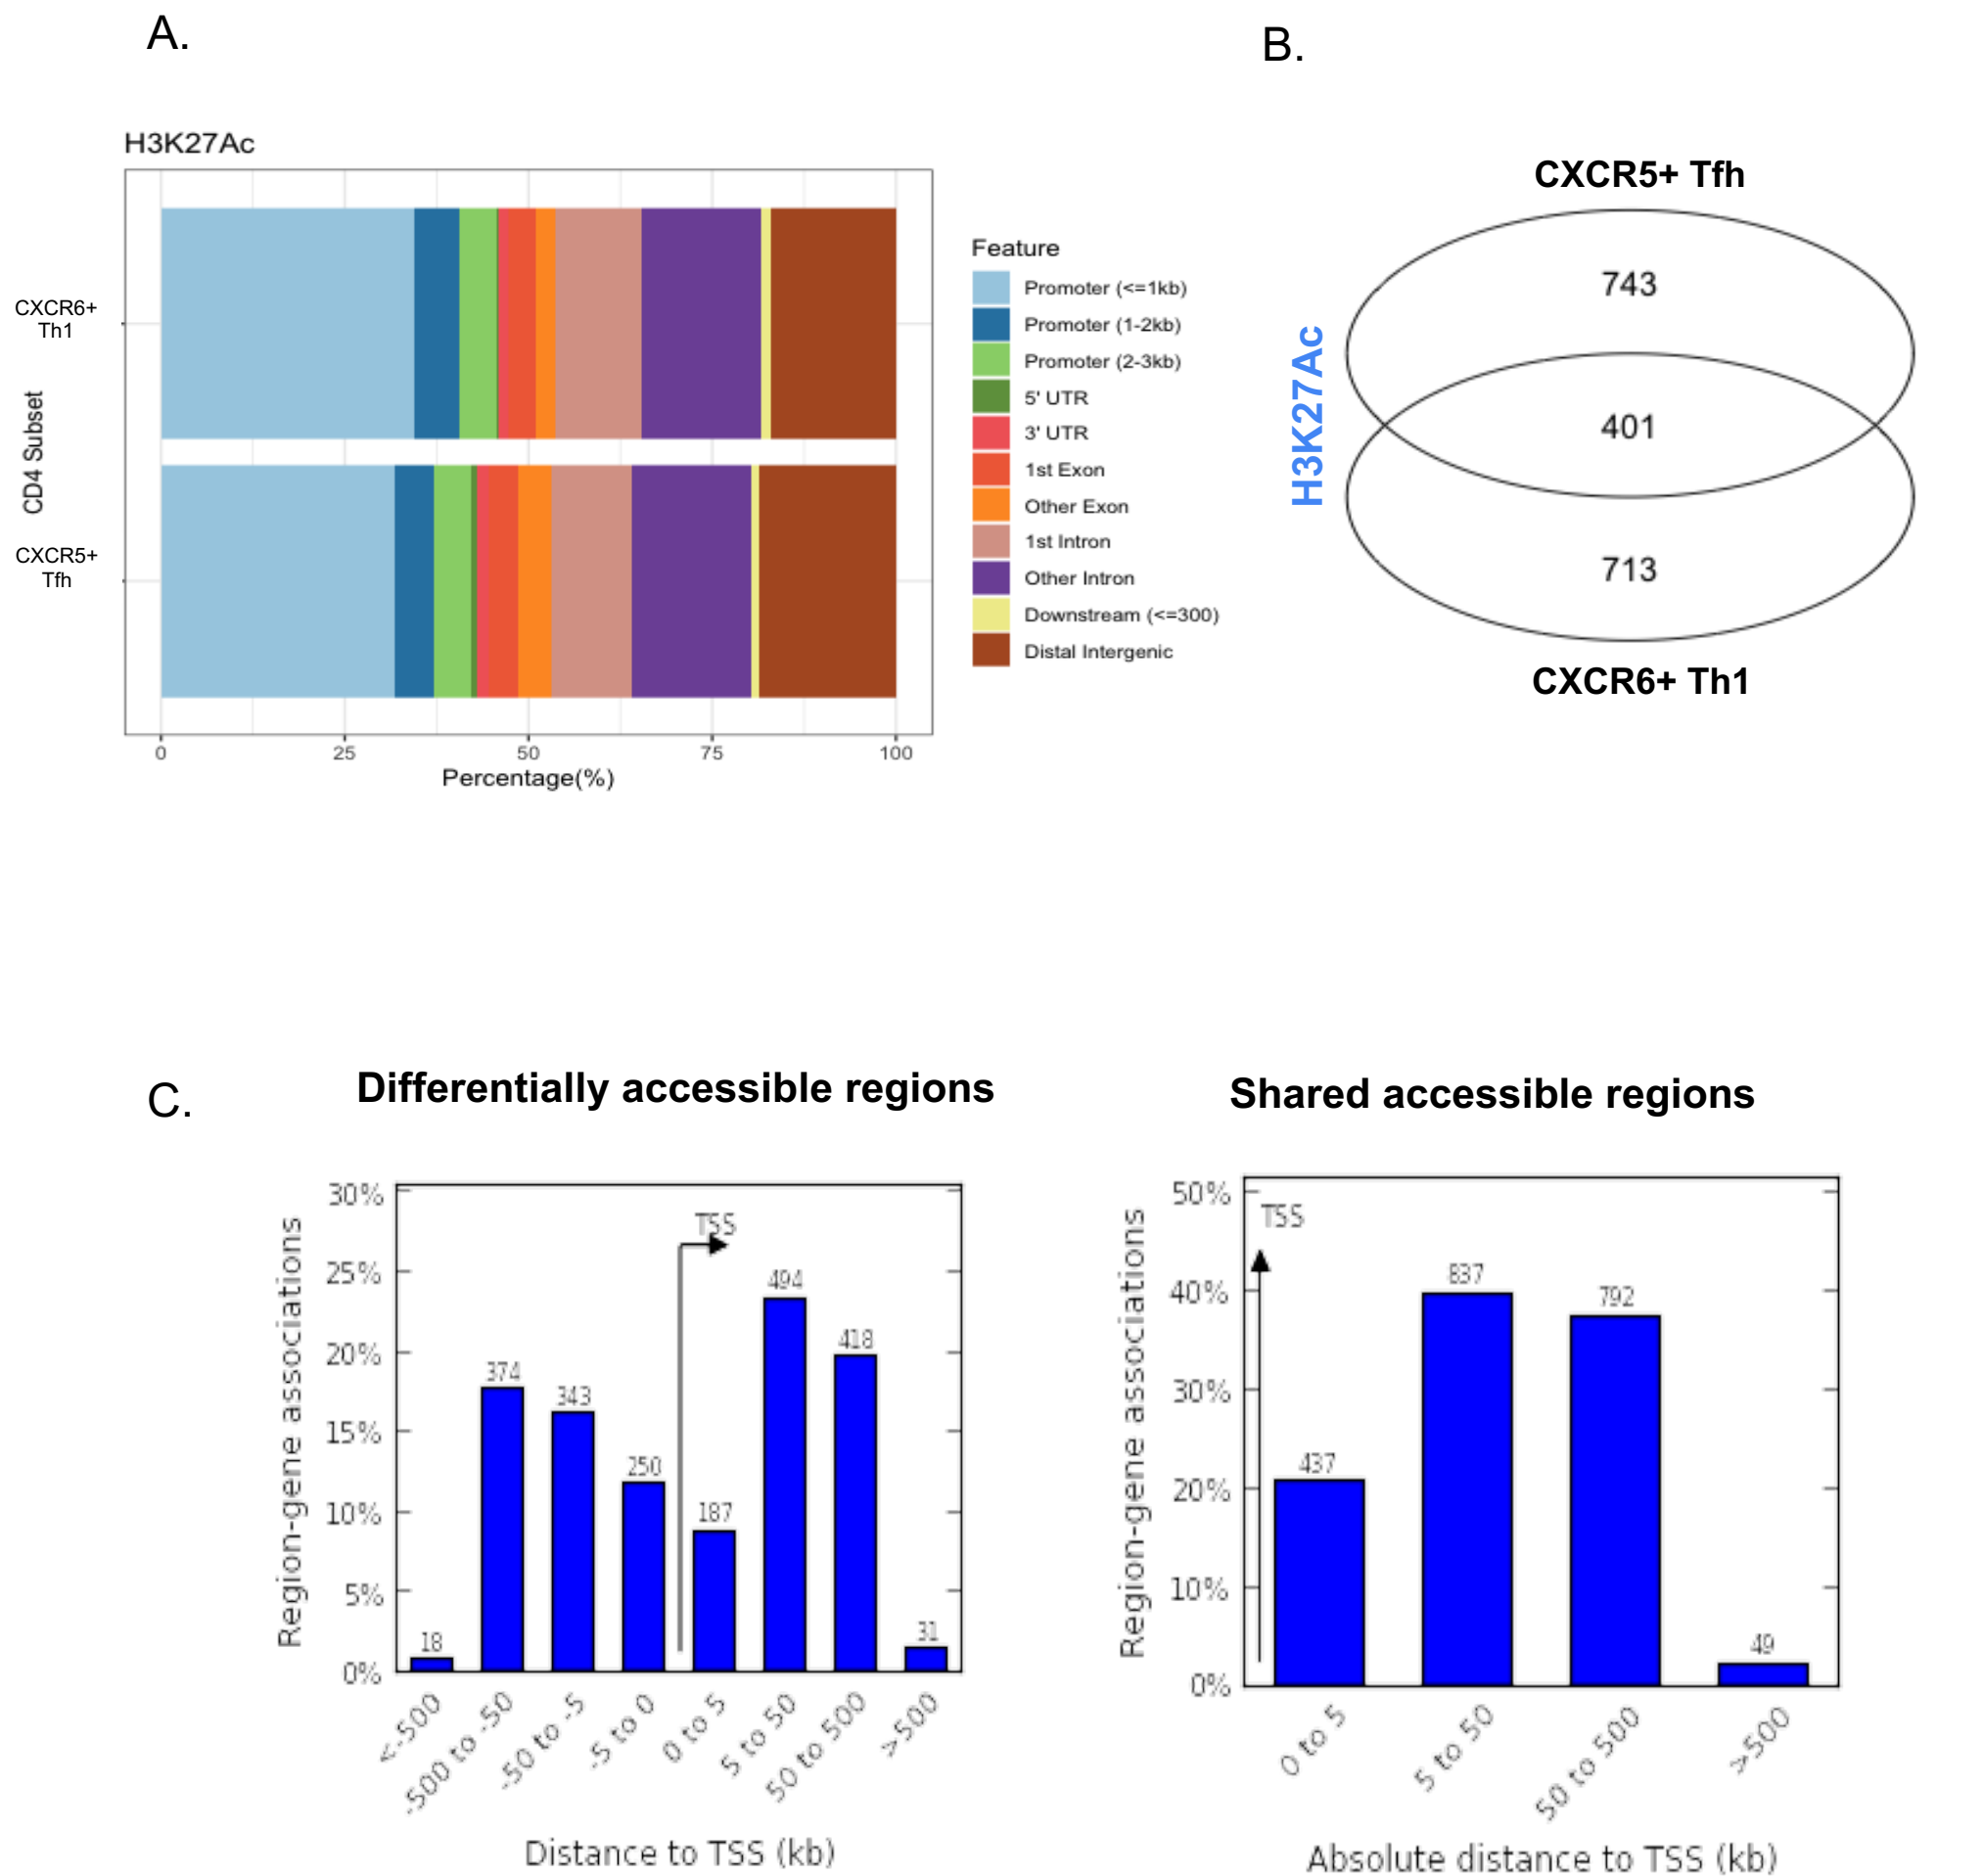 A.
H3K27Ac
CXCR6+
Th1
CXCR5+
Tfh
CD4 Subset
0 25 50 75 100
Percentage(%)
Feature
Promoter (<=1kb)
Promoter (1-2kb)
Promoter (2-3kb)
5' UTR
3' UTR
1st Exon
Other Exon
1st Intron
Other Intron
Downstream (<=300)
Distal Intergenic
B.
CXCR5+ Tfh
743
401
713
H3K27Ac
CXCR6+ Th1
C.
Differentially accessible regions
Region-gene associations
30%
25%
20%
15%
10%
5%
0%
TSS
18
374
343
250
187
494
418
31
<-500
-500 to -50
-50 to -5
-5 to 0
0 to 5
5 to 50
50 to 500
>500
Distance to TSS (kb)
Shared accessible regions
Region-gene associations
50%
40%
30%
20%
10%
0%
TSS
437
837
792
49
0 to 5
5 to 50
50 to 500
>500
Absolute distance to TSS (kb)